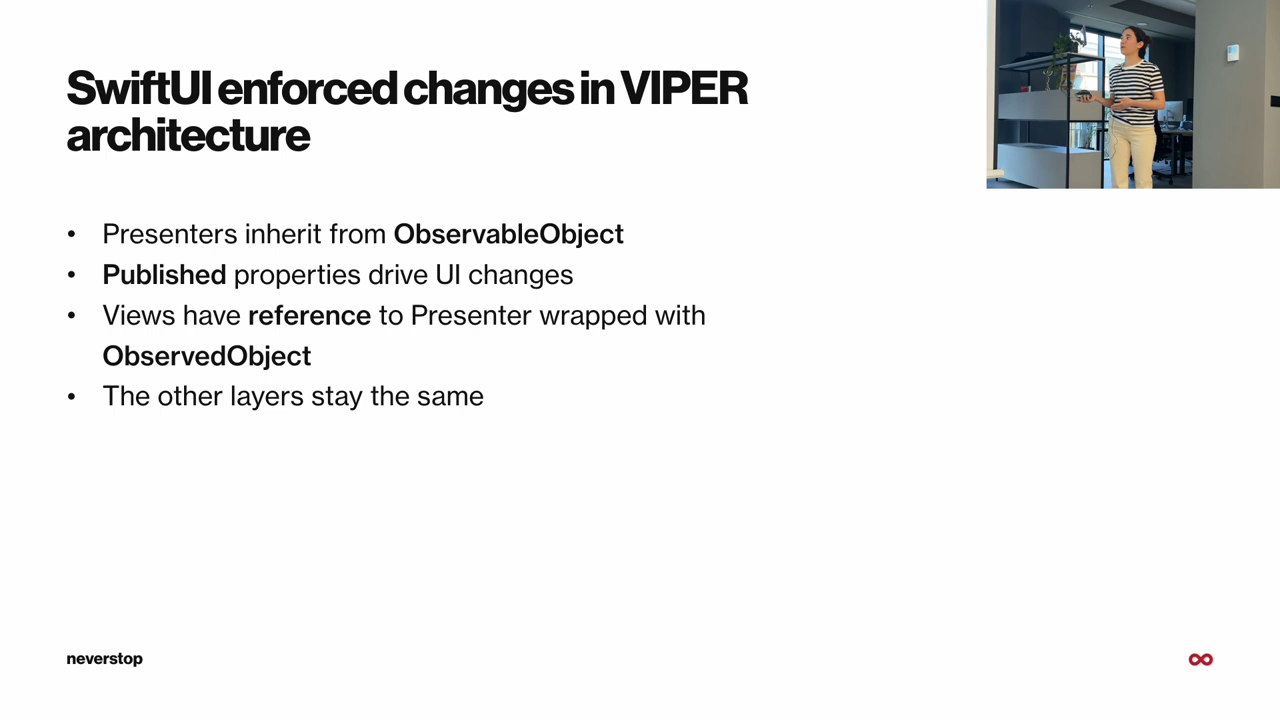 SwiftUI enforced changes in VIPER
architecture
• Presenters inherit from ObservableObject
• Published properties drive UI changes
• Views have reference to Presenter wrapped with
ObservedObject
• The other layers stay the same
neverstop